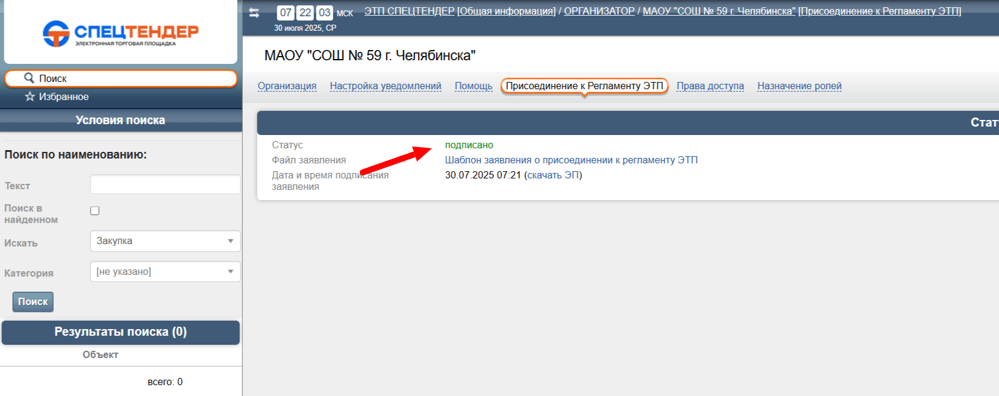 СПЕЦТЕНДЕР
ЭЛЕКТРОННАЯ ТОРГОВАЯ ПЛОЩАДКА
Поиск
Избранное
Условия поиска
Поиск по наименованию:
Текст
Поиск в
найденном
Искать
Закупка
Категория
[не указано]
Поиск
Результаты поиска (0)
Объект
всего: 0
07 22 03 МСК
30 июля 2025, СР
ЭТП СПЕЦТЕНДЕР [Общая информация] / ОРГАНИЗАТОР / МАОУ "СОШ № 59 г. Челябинска" [Присоединение к Регламенту ЭТП]
МАОУ "СОШ № 59 г. Челябинска"
Организация Настройка уведомлений Помощь Присоединение к Регламенту ЭТП Права доступа Назначение ролей
Стат
Статус подписано
Файл заявления Шаблон заявления о присоединении к регламенту ЭТП
Дата и время подписания 30.07.2025 07:21 (скачать ЭП)
заявления